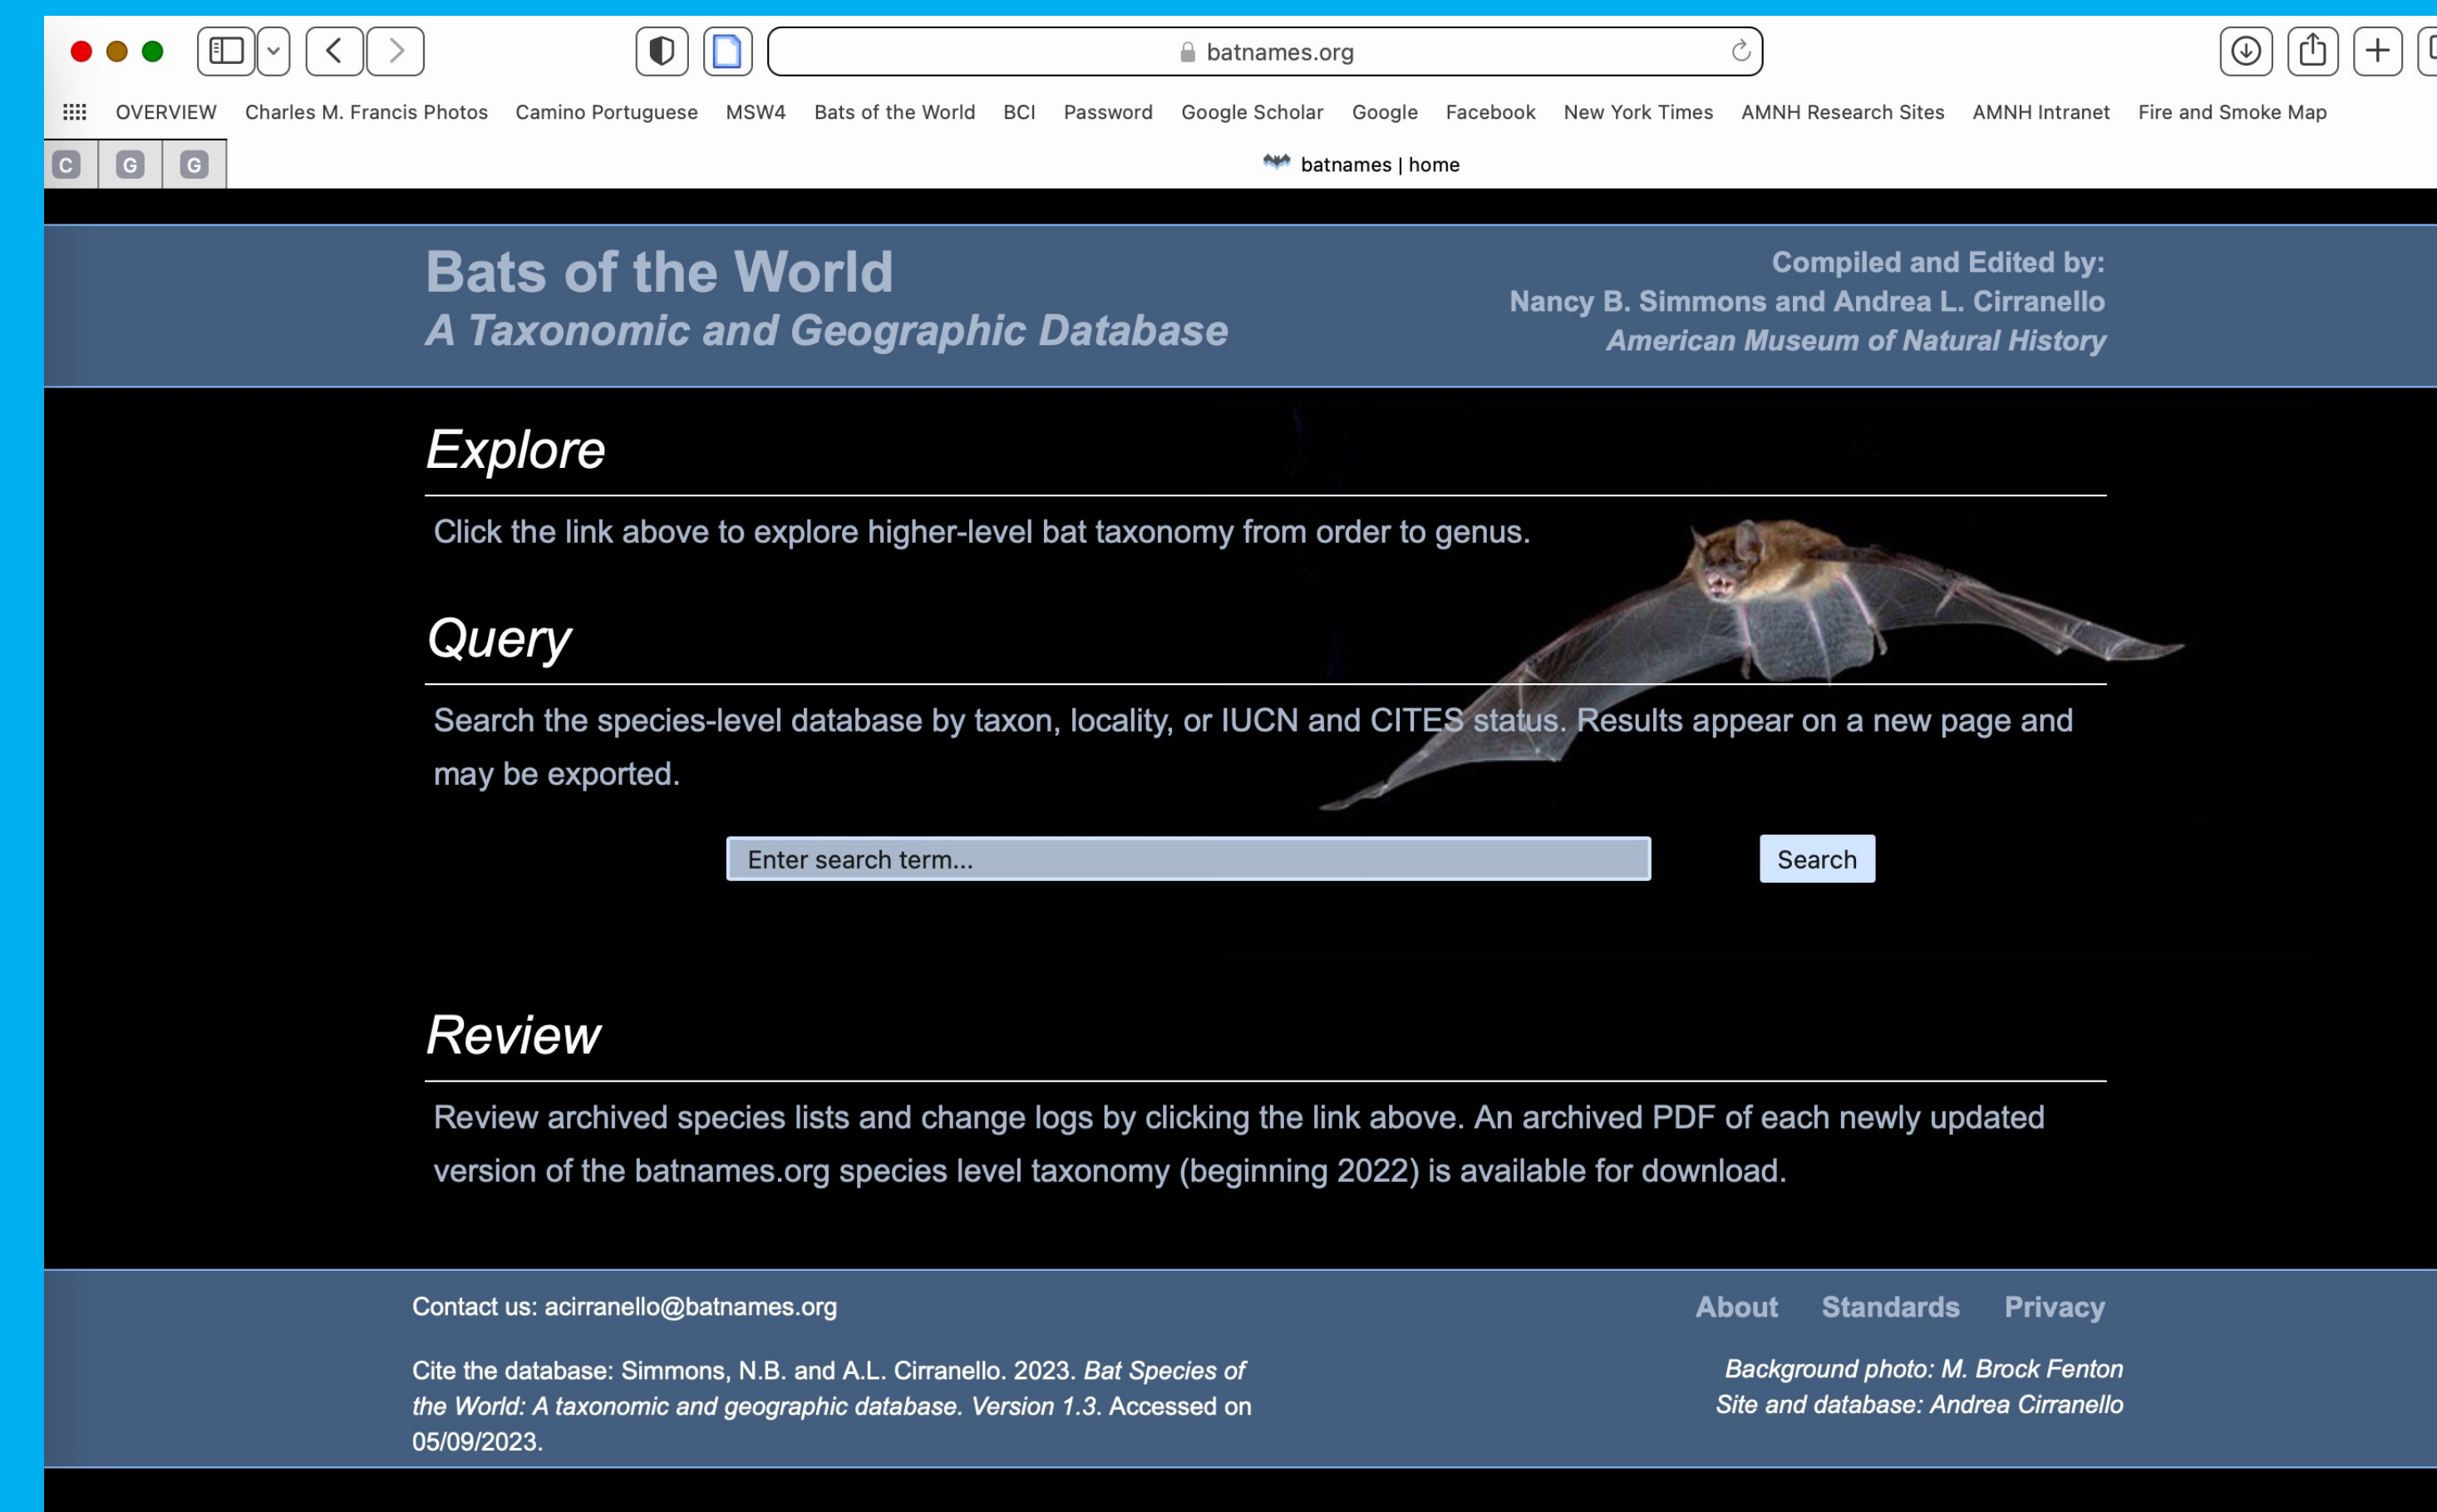 batnames.org
OVERVIEW Charles M. Francis Photos Camino Portuguese MSW4 Bats of the World BCI Password Google Scholar Google Facebook New York Times AMNH Research Sites AMNH Intranet Fire and Smoke Map
C G G batnames | home
Bats of the World
A Taxonomic and Geographic Database
Compiled and Edited by:
Nancy B. Simmons and Andrea L. Cirranello
American Museum of Natural History
Explore
Click the link above to explore higher-level bat taxonomy from order to genus.
Query
Search the species-level database by taxon, locality, or IUCN and CITES status. Results appear on a new page and
may be exported.
Enter search term... Search
Review
Review archived species lists and change logs by clicking the link above. An archived PDF of each newly updated
version of the batnames.org species level taxonomy (beginning 2022) is available for download.
Contact us: acirranello@batnames.org
Cite the database: Simmons, N.B. and A.L. Cirranello. 2023. Bat Species of
the World: A taxonomic and geographic database. Version 1.3. Accessed on
05/09/2023.
About Standards Privacy
Background photo: M. Brock Fenton
Site and database: Andrea Cirranello